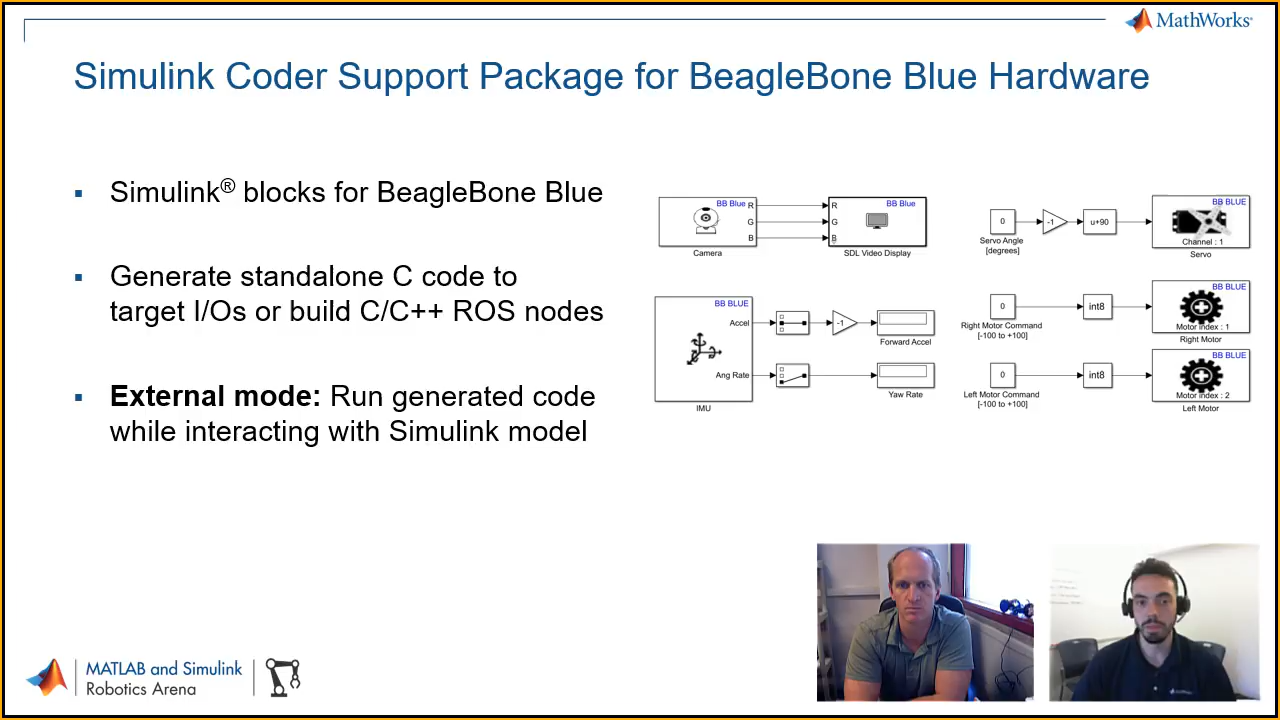 MathWorks®
Simulink Coder Support Package for BeagleBone Blue Hardware
Simulink® blocks for BeagleBone Blue
Generate standalone C code to
target I/Os or build C/C++ ROS nodes
External mode: Run generated code
while interacting with Simulink model
BB Blue
R
G
B
Camera
BB Blue
R
G
B
SDL Video Display
BB BLUE
Accel
Ang Rate
IMU
-1
Forward Accel
Yaw Rate
0
Servo Angle
[degrees]
-1
u+90
BB BLUE
Channel : 1
Servo
0
Right Motor Command
[-100 to +100]
int8
BB BLUE
Motor index : 1
Right Motor
0
Left Motor Command
[-100 to +100]
int8
BB BLUE
Motor index : 2
Left Motor
MATLAB and Simulink
Robotics Arena